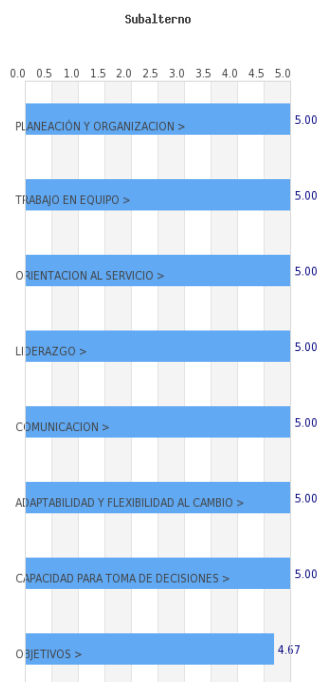 Subalterno
0.0 0.5 1.0 1.5 2.0 2.5 3.0 3.5 4.0 4.5 5.0
PLANEACIÓN Y ORGANIZACION > 5.00
TRABAJO EN EQUIPO > 5.00
ORIENTACION AL SERVICIO > 5.00
LIDERAZGO > 5.00
COMUNICACION > 5.00
ADAPTABILIDAD Y FLEXIBILIDAD AL CAMBIO > 5.00
CAPACIDAD PARA TOMA DE DECISIONES > 5.00
OBJETIVOS > 4.67